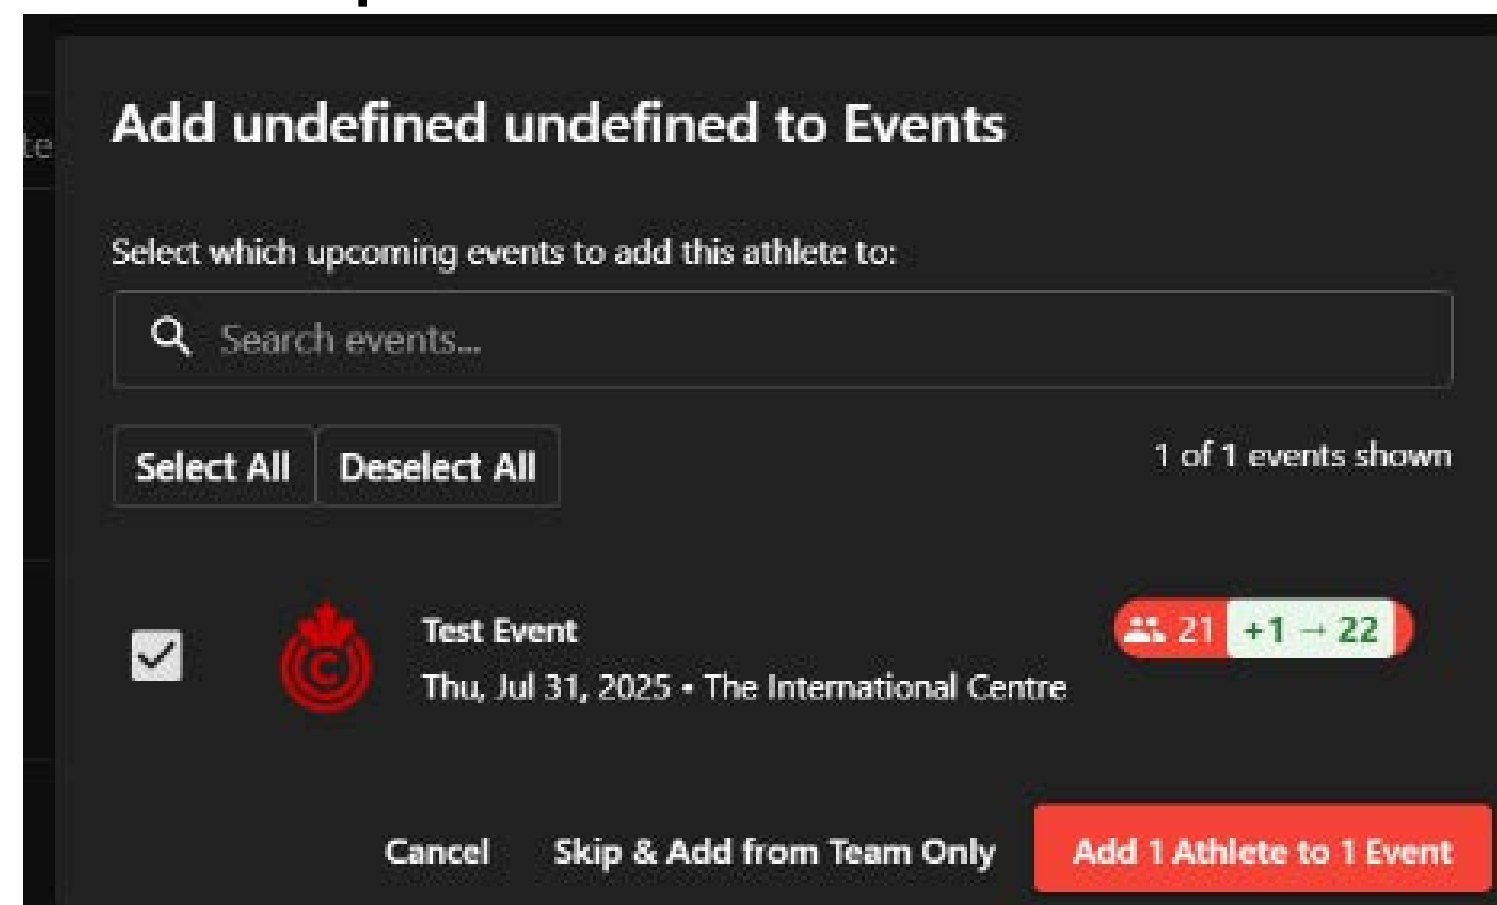 Add undefined undefined to Events
te
Select which upcoming events to add this athlete to:
Search events...
Select All Deselect All 1 of 1 events shown
Test Event 21 +1 → 22
Thu, Jul 31, 2025 • The International Centre
Cancel Skip & Add from Team Only Add 1 Athlete to 1 Event